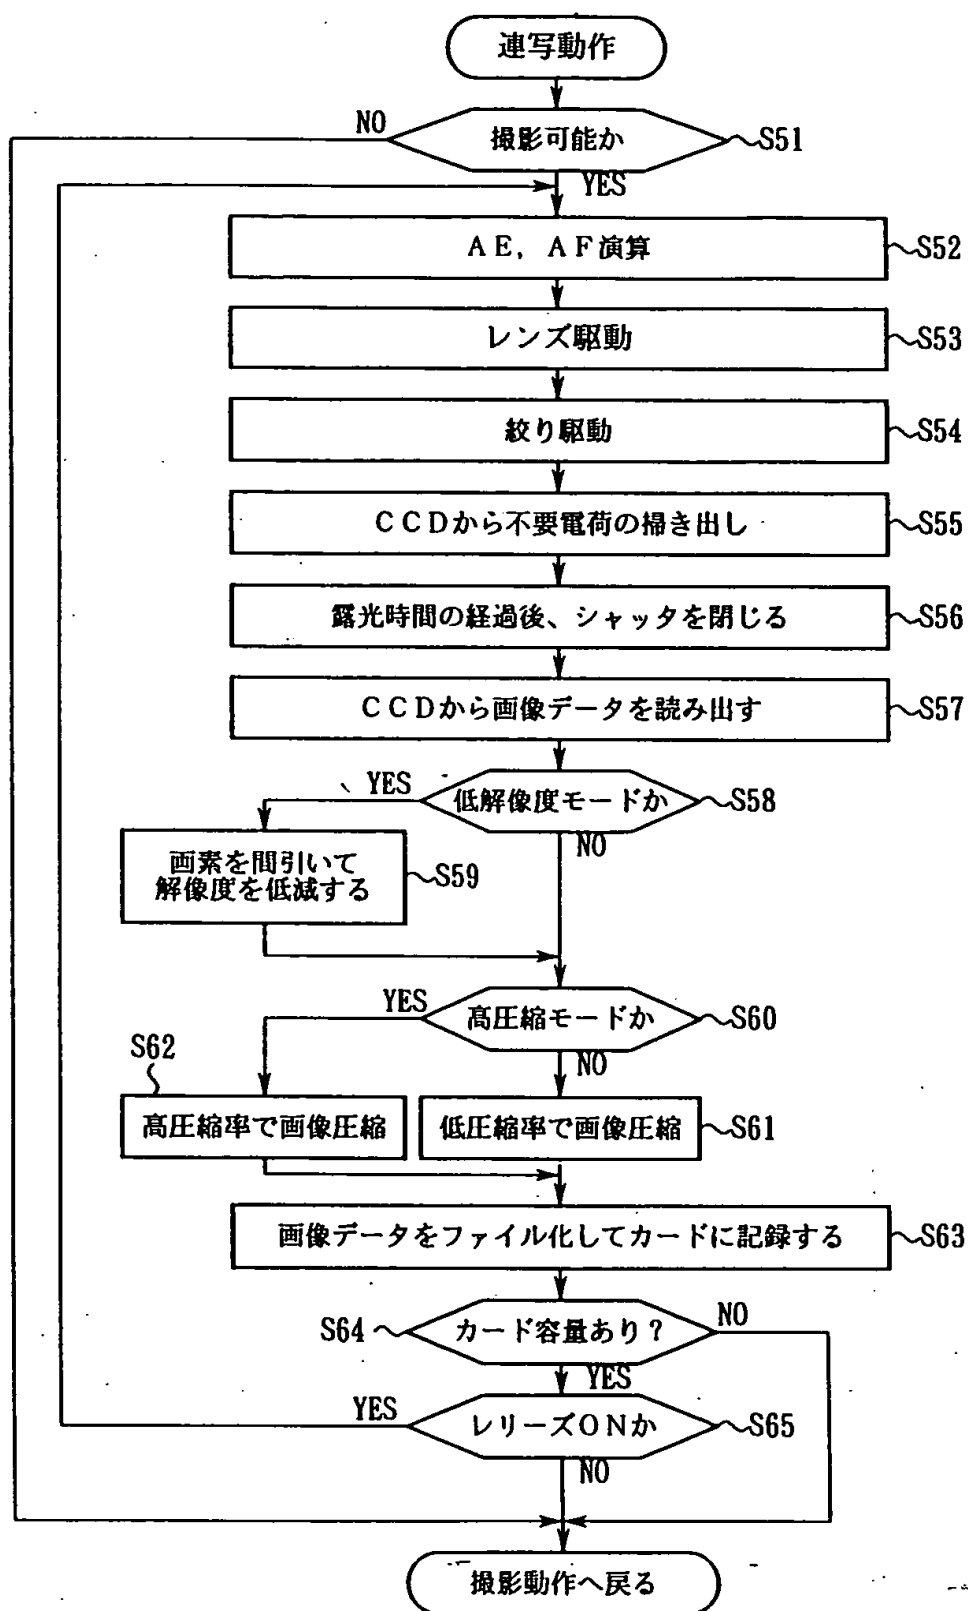 連写動作
NO
撮影可能か
S51
YES
ＡＥ，ＡＦ演算
S52
レンズ駆動
S53
絞り駆動
S54
ＣＣＤから不要電荷の掃き出し
S55
露光時間の経過後、シャッタを閉じる
S56
ＣＣＤから画像データを読み出す
S57
YES
低解像度モードか
S58
NO
画素を間引いて
解像度を低減する
S59
YES
高圧縮モードか
S60
NO
S62
高圧縮率で画像圧縮
低圧縮率で画像圧縮
S61
画像データをファイル化してカードに記録する
S63
S64
カード容量あり？
NO
YES
YES
レリーズＯＮか
S65
NO
撮影動作へ戻る